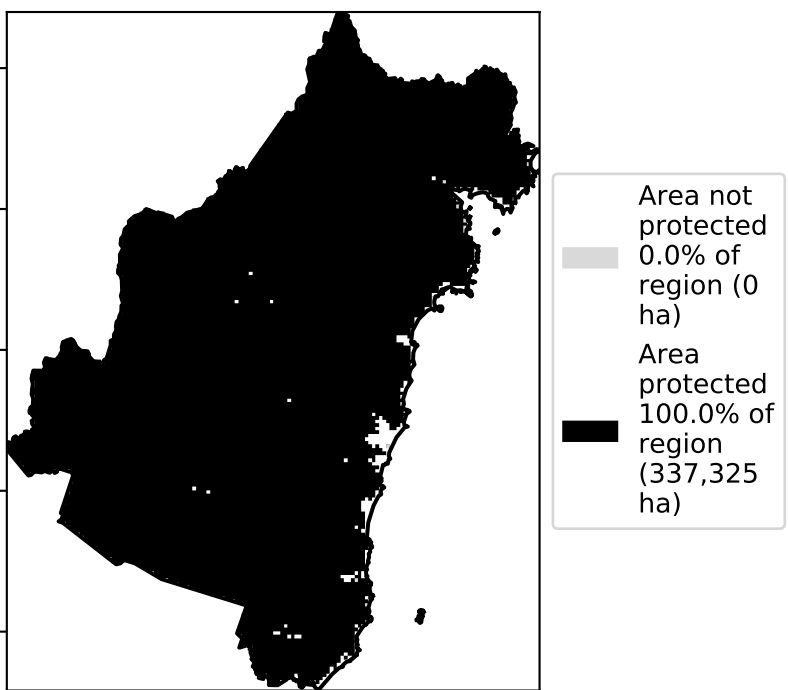 Area not
protected
0.0% of
region (0
ha)
Area
protected
100.0% of
region
(337,325
ha)